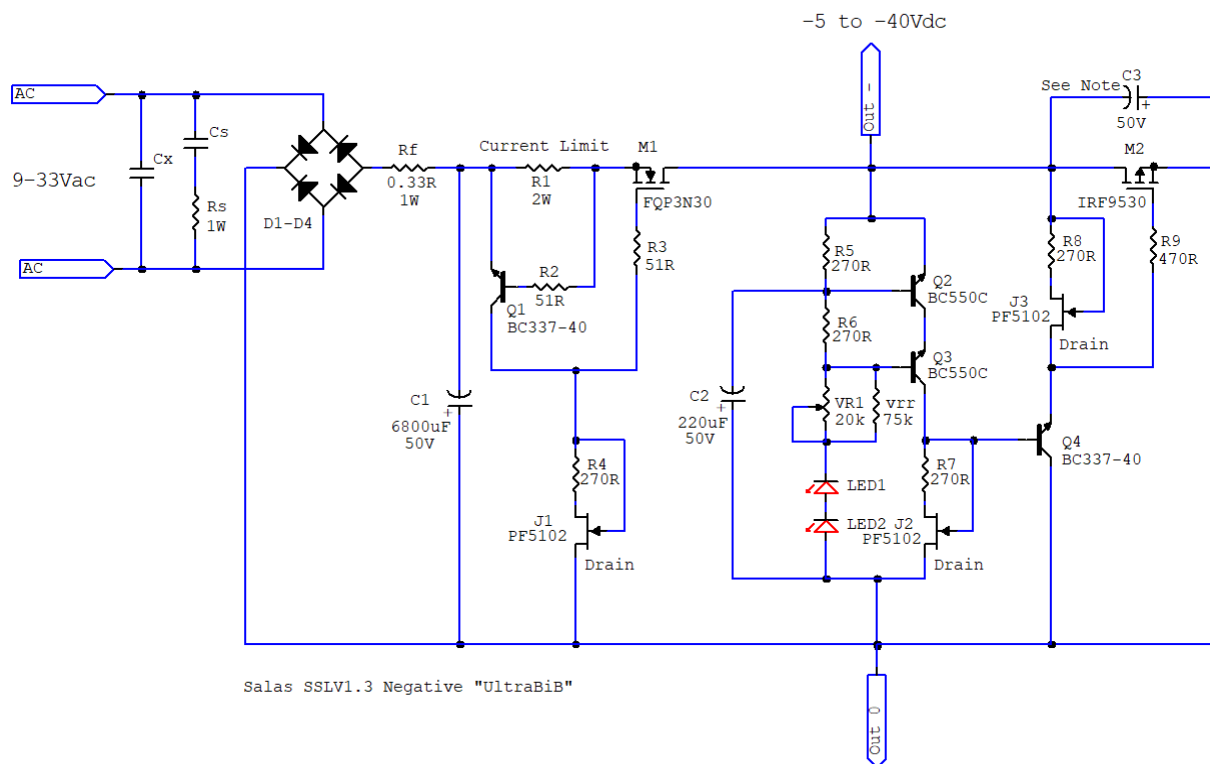 -5 to -40Vdc
AC
Cx
Cs
Rs
1W
9-33Vac
AC
D1-D4
Rf
0.33R
1W
Current Limit
R1
2W
M1
FQP3N30
R3
51R
R2
51R
Q1
BC337-40
C1
+
6800uF
50V
R4
270R
J1
PF5102
Drain
Out -
R5
270R
Q2
BC550C
R6
270R
Q3
BC550C
C2
+
220uF
50V
VR1
20k
vrr
75k
LED1
LED2
R7
270R
J2
PF5102
Drain
See Note
C3
+
50V
M2
IRF9530
R8
270R
R9
470R
J3
PF5102
Drain
Q4
BC337-40
Salas SSLV1.3 Negative "UltraBiB"
Out 0